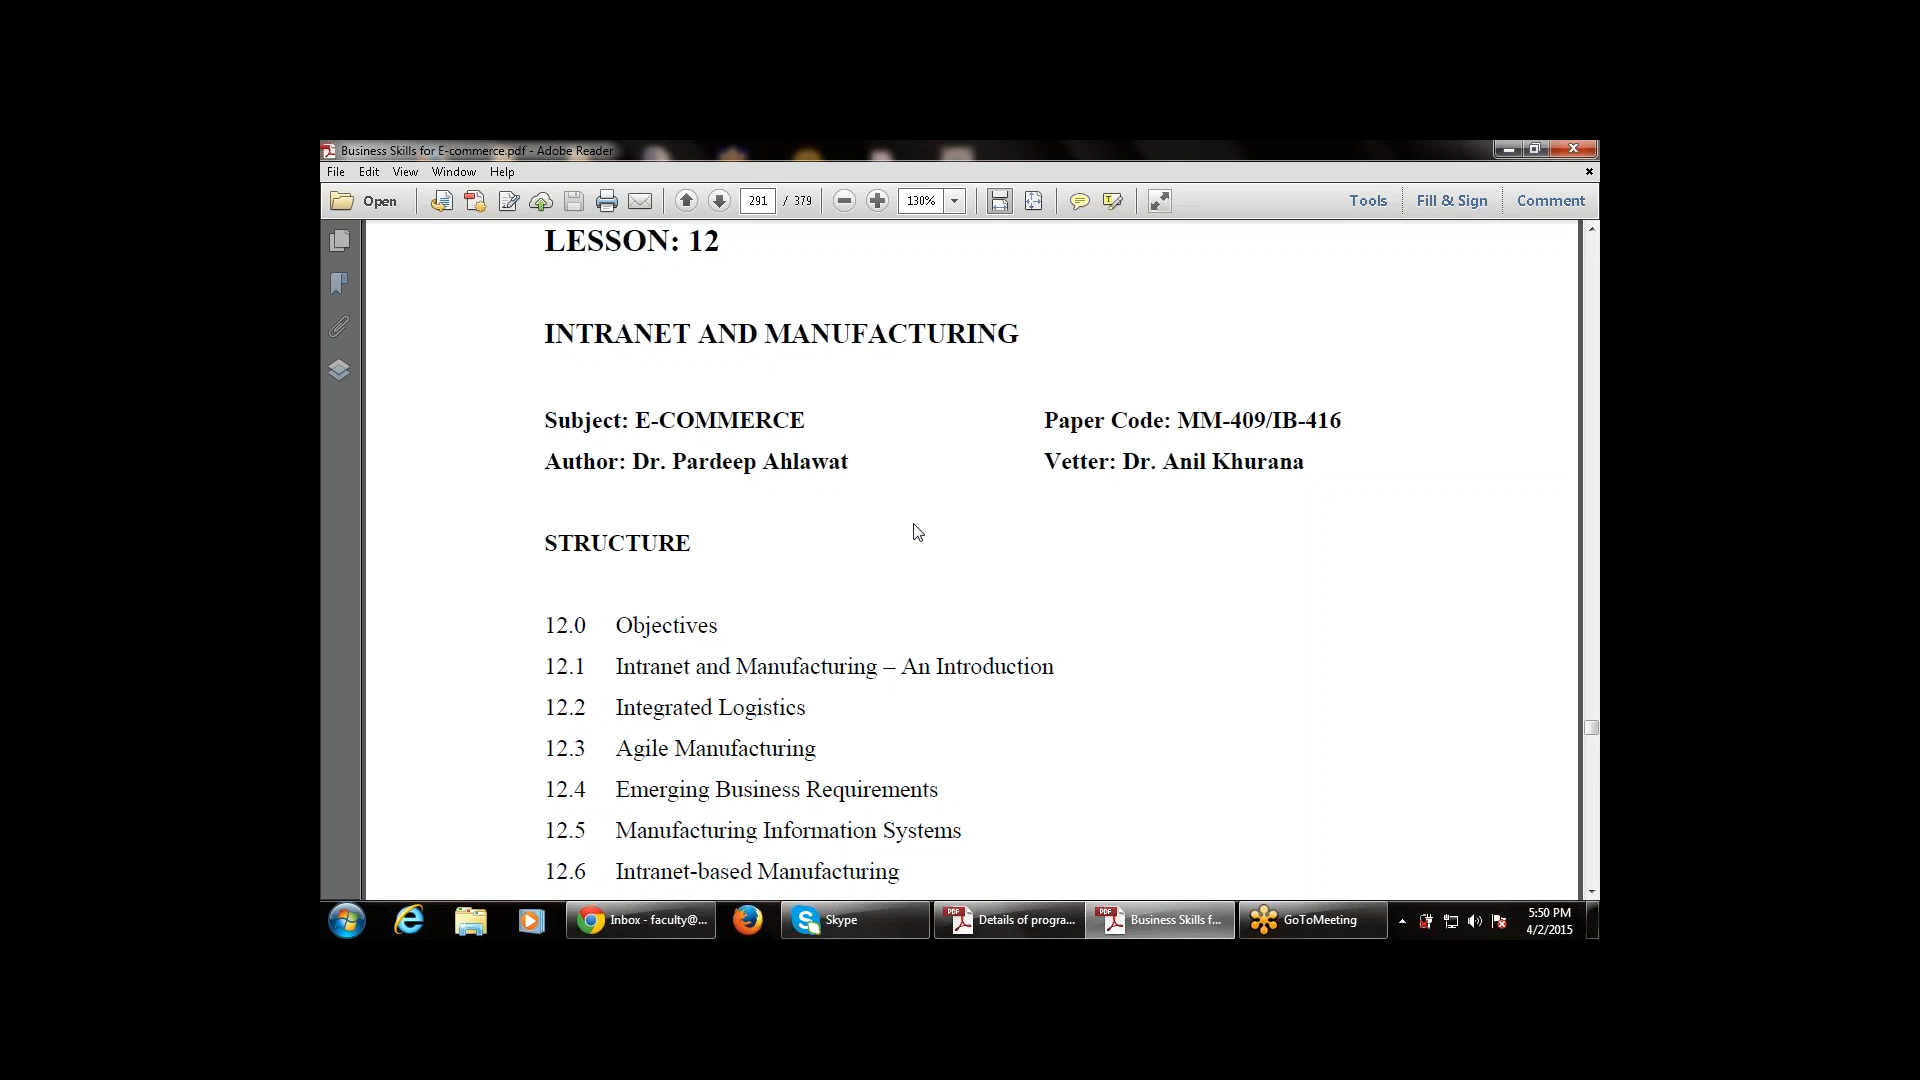 Business Skills for E-commerce.pdf - Adobe Reader
File Edit View Window Help
Open 291 / 379 130% Tools Fill & Sign Comment
LESSON: 12
INTRANET AND MANUFACTURING
Subject: E-COMMERCE Paper Code: MM-409/IB-416
Author: Dr. Pardeep Ahlawat Vetter: Dr. Anil Khurana
STRUCTURE
12.0 Objectives
12.1 Intranet and Manufacturing – An Introduction
12.2 Integrated Logistics
12.3 Agile Manufacturing
12.4 Emerging Business Requirements
12.5 Manufacturing Information Systems
12.6 Intranet-based Manufacturing
Inbox - faculty@... Skype Details of progra... Business Skills f... GoToMeeting 5:50 PM
4/2/2015